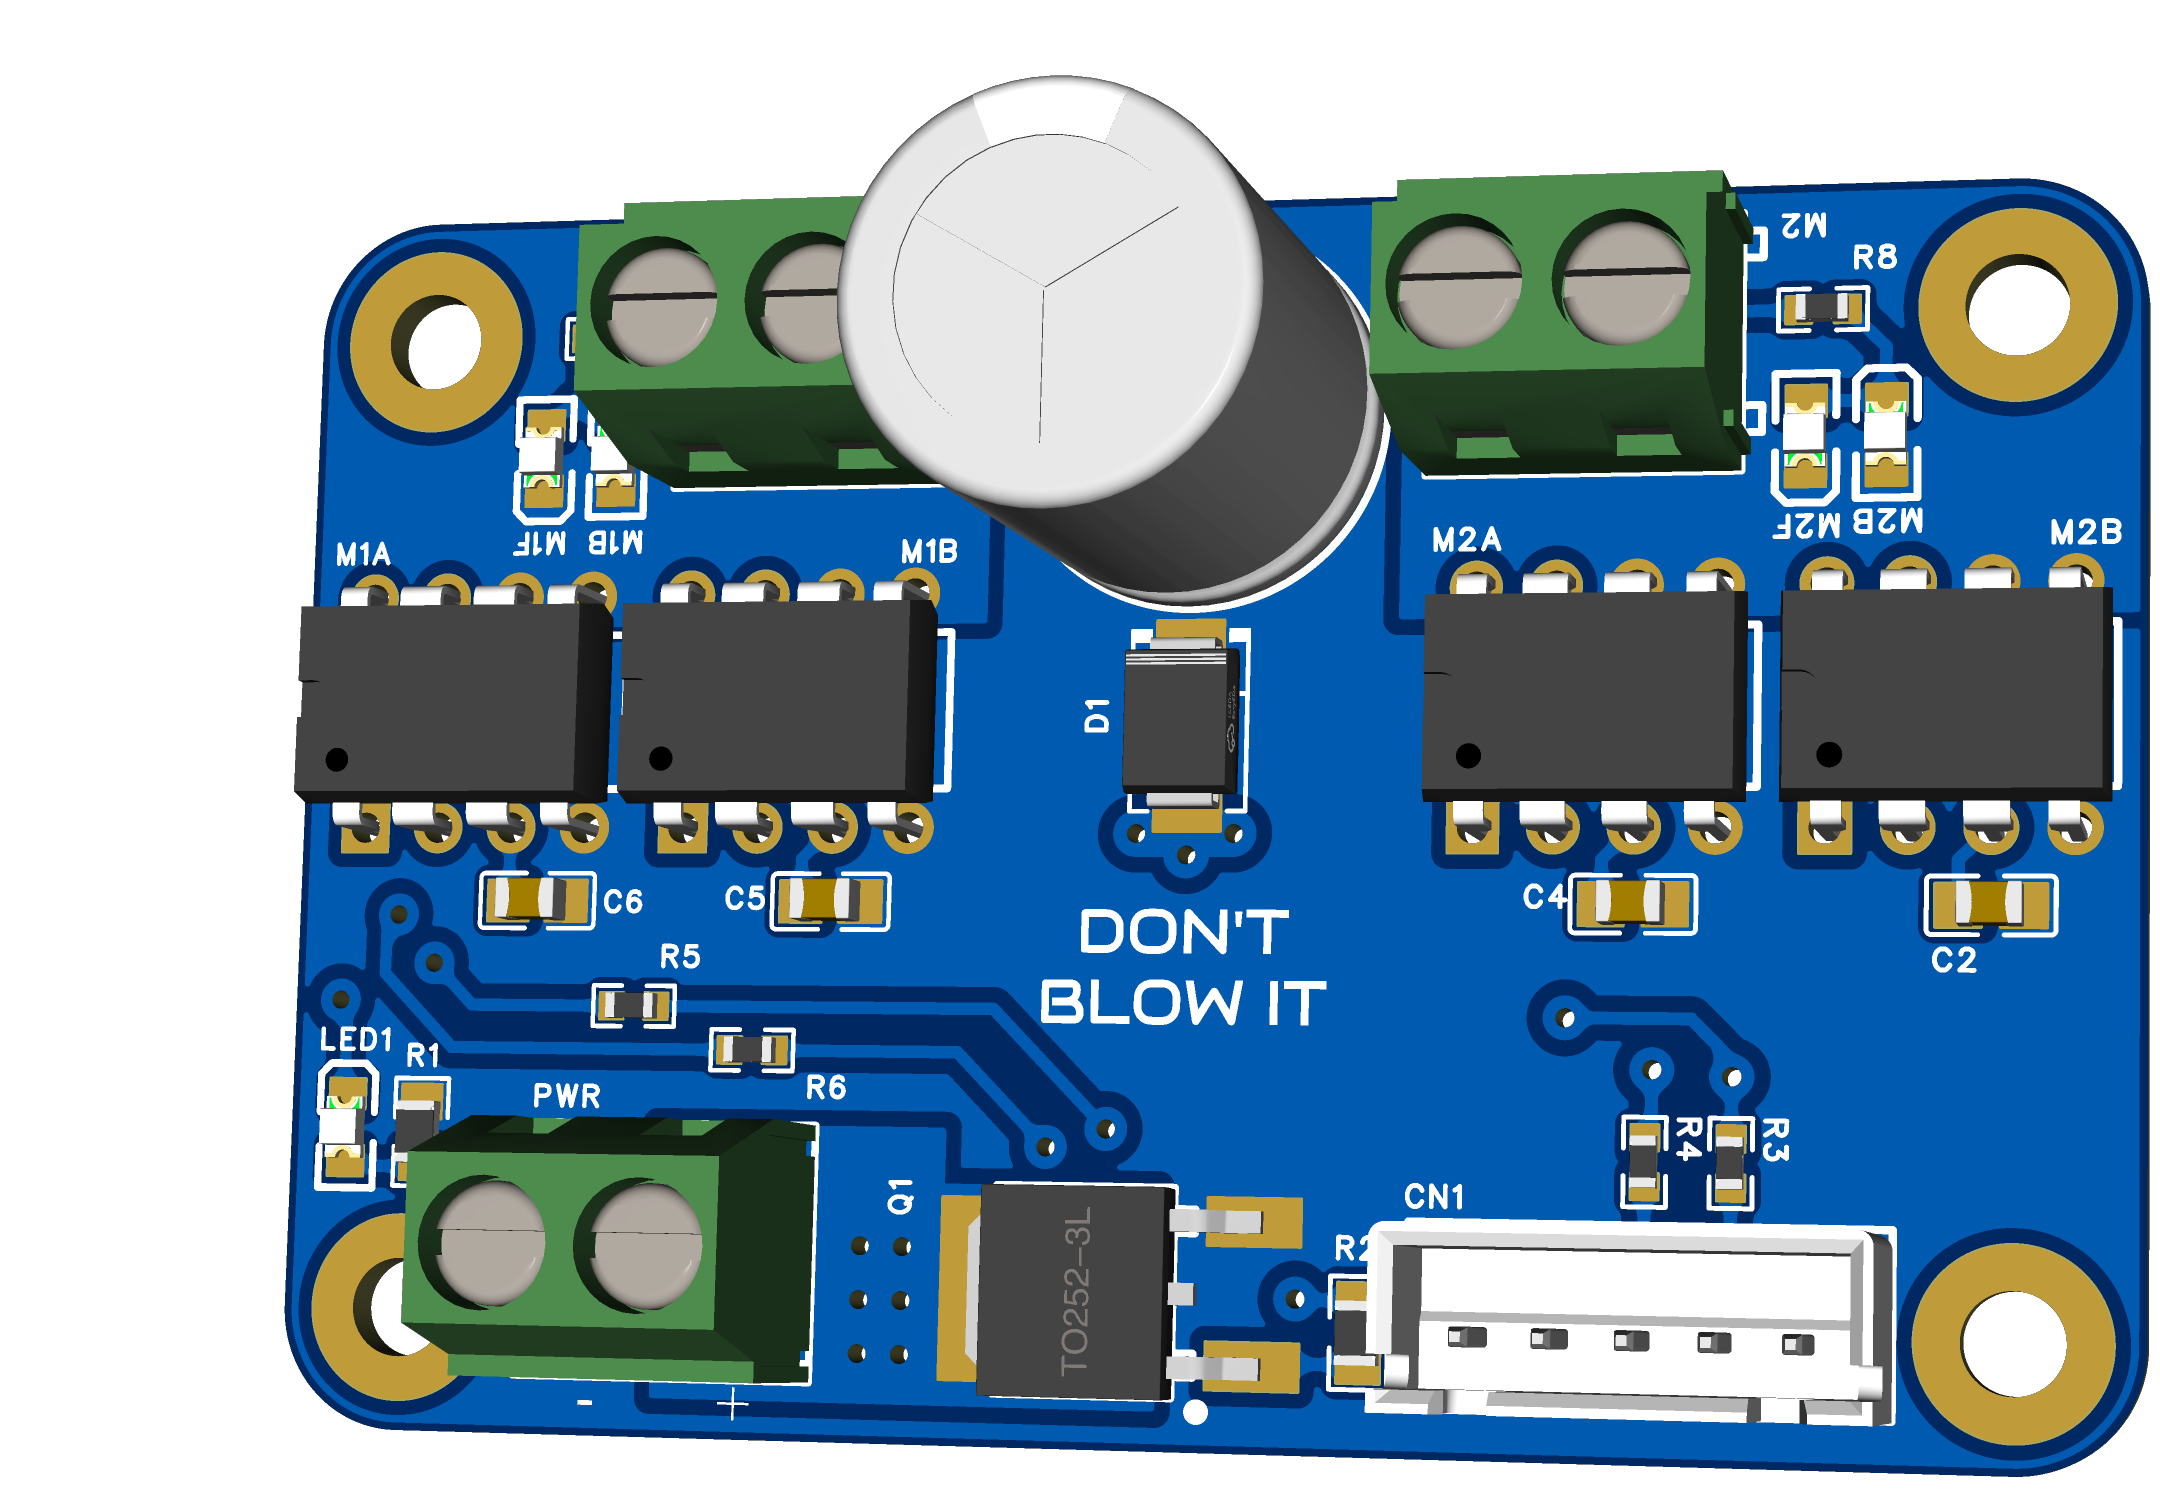 M2
R8
M1F
M1B
M2F
M2B
M1A
M1B
M2A
M2B
D1
C6
C5
C4
C2
DON'T
BLOW IT
R5
LED1
R1
R6
PWR
R4
R3
Q1
CN1
R2
TO252-3L
- +